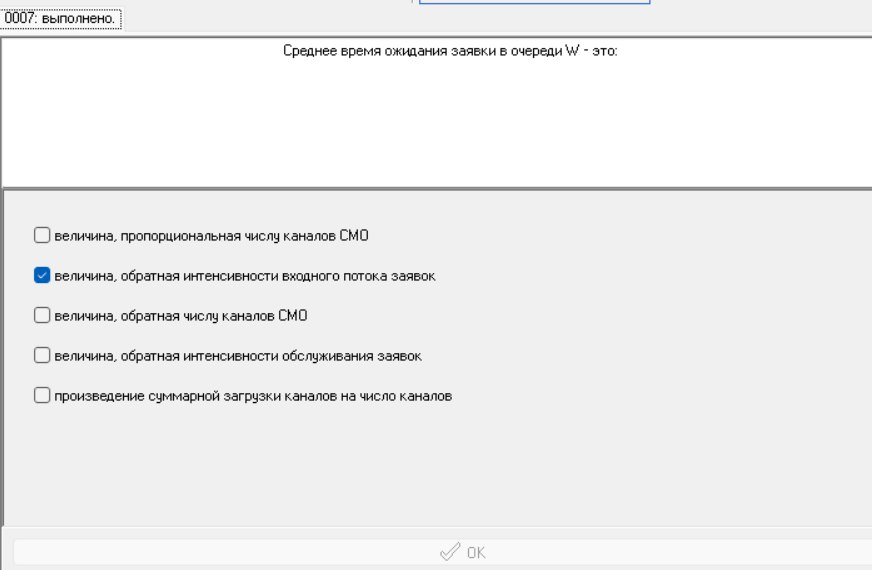 0007: выполнено.
Среднее время ожидания заявки в очереди W - это:
величина, пропорциональная числу каналов СМО
величина, обратная интенсивности входного потока заявок
величина, обратная числу каналов СМО
величина, обратная интенсивности обслуживания заявок
произведение суммарной загрузки каналов на число каналов
OK